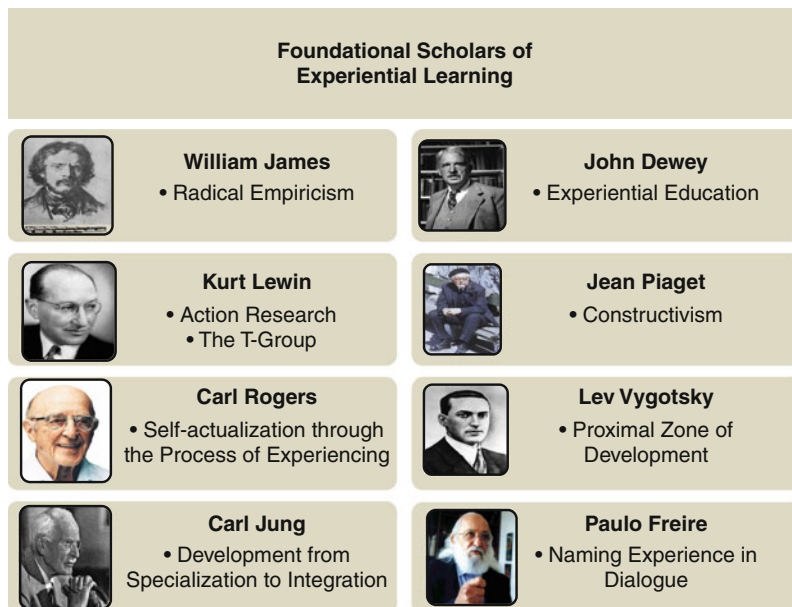 Foundational Scholars of
Experiential Learning
William James
• Radical Empiricism
John Dewey
• Experiential Education
Kurt Lewin
• Action Research
• The T-Group
Jean Piaget
• Constructivism
Carl Rogers
• Self-actualization through
the Process of Experiencing
Lev Vygotsky
• Proximal Zone of
Development
Carl Jung
• Development from
Specialization to Integration
Paulo Freire
• Naming Experience in
Dialogue